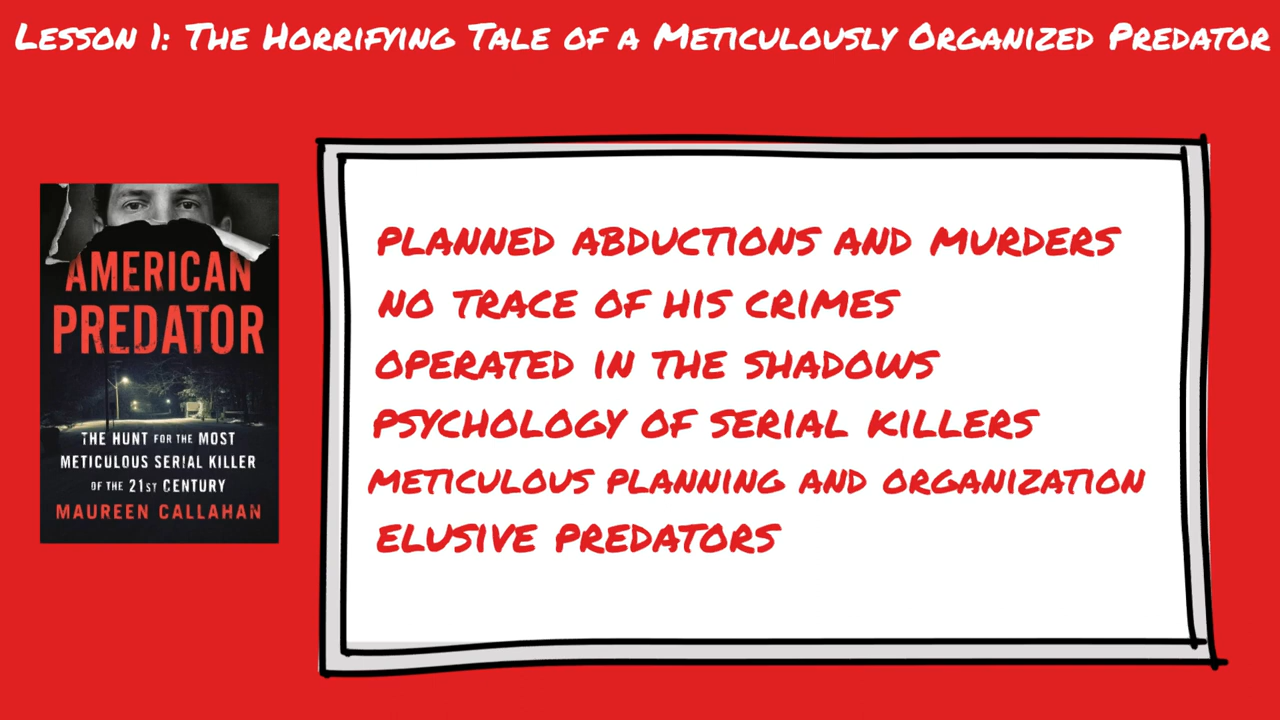 Lesson 1: The Horrifying Tale of a Meticulously Organized Predator
AMERICAN
PREDATOR
THE HUNT FOR THE MOST
METICULOUS SERIAL KILLER
OF THE 21ST CENTURY
MAUREEN CALLAHAN
PLANNED ABDUCTIONS AND MURDERS
NO TRACE OF HIS CRIMES
OPERATED IN THE SHADOWS
PSYCHOLOGY OF SERIAL KILLERS
METICULOUS PLANNING AND ORGANIZATION
ELUSIVE PREDATORS